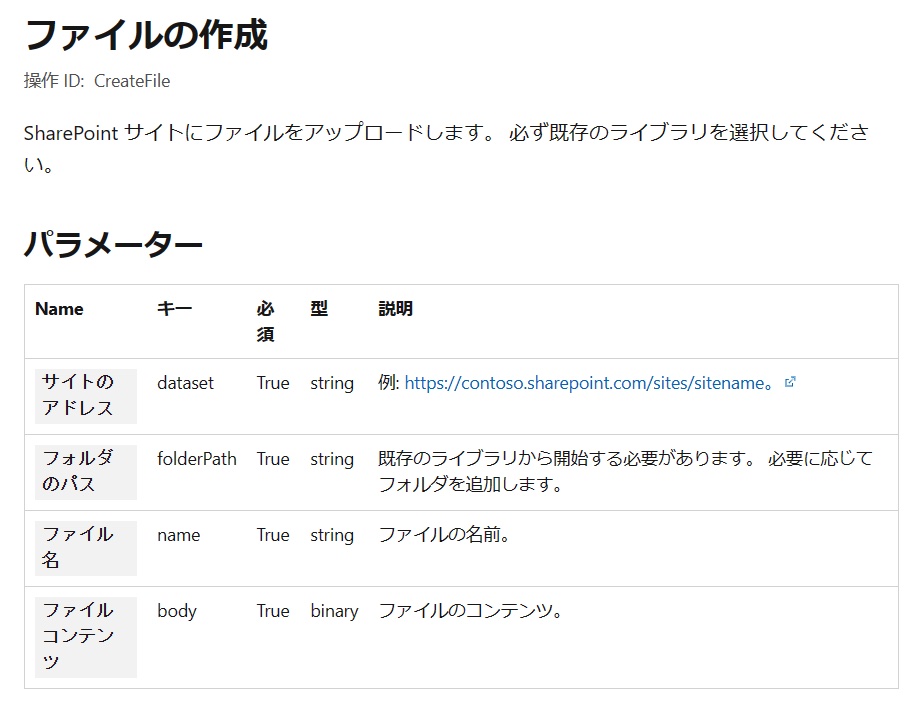 ファイルの作成
操作 ID: CreateFile
SharePoint サイトにファイルをアップロードします。 必ず既存のライブラリを選択してくださ
い。
パラメーター
Name キー 必須 型 説明
サイトのアドレス dataset True string 例: https://contoso.sharepoint.com/sites/sitename。
フォルダのパス folderPath True string 既存のライブラリから開始する必要があります。 必要に応じてフォルダを追加します。
ファイル名 name True string ファイルの名前。
ファイルコンテンツ body True binary ファイルのコンテンツ。